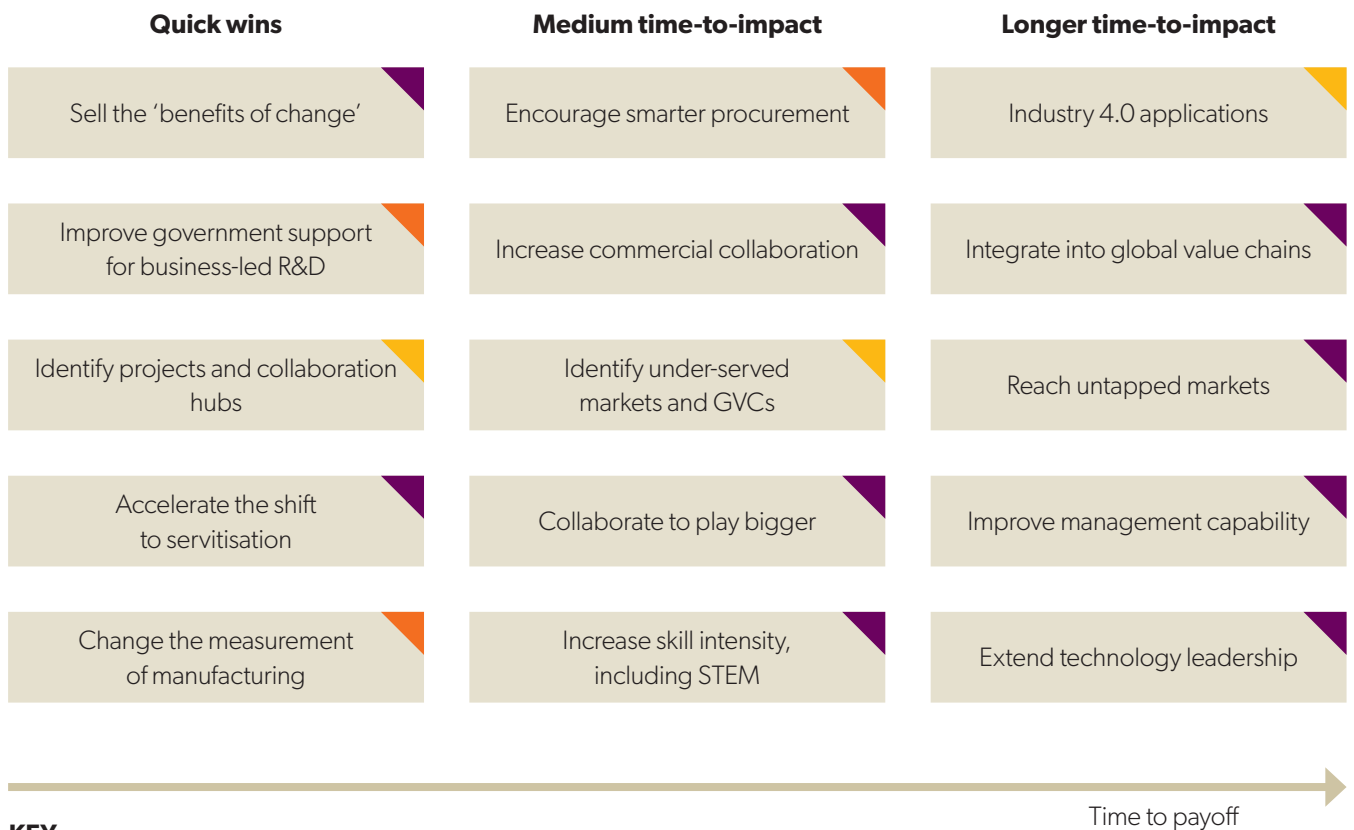 Quick wins
Medium time-to-impact
Longer time-to-impact
Sell the ‘benefits of change’
Encourage smarter procurement
Industry 4.0 applications
Improve government support
for business-led R&D
Increase commercial collaboration
Integrate into global value chains
Identify projects and collaboration
hubs
Identify under-served
markets and GVCs
Reach untapped markets
Accelerate the shift
to servitisation
Collaborate to play bigger
Improve management capability
Change the measurement
of manufacturing
Increase skill intensity,
including STEM
Extend technology leadership
Time to payoff
KEY